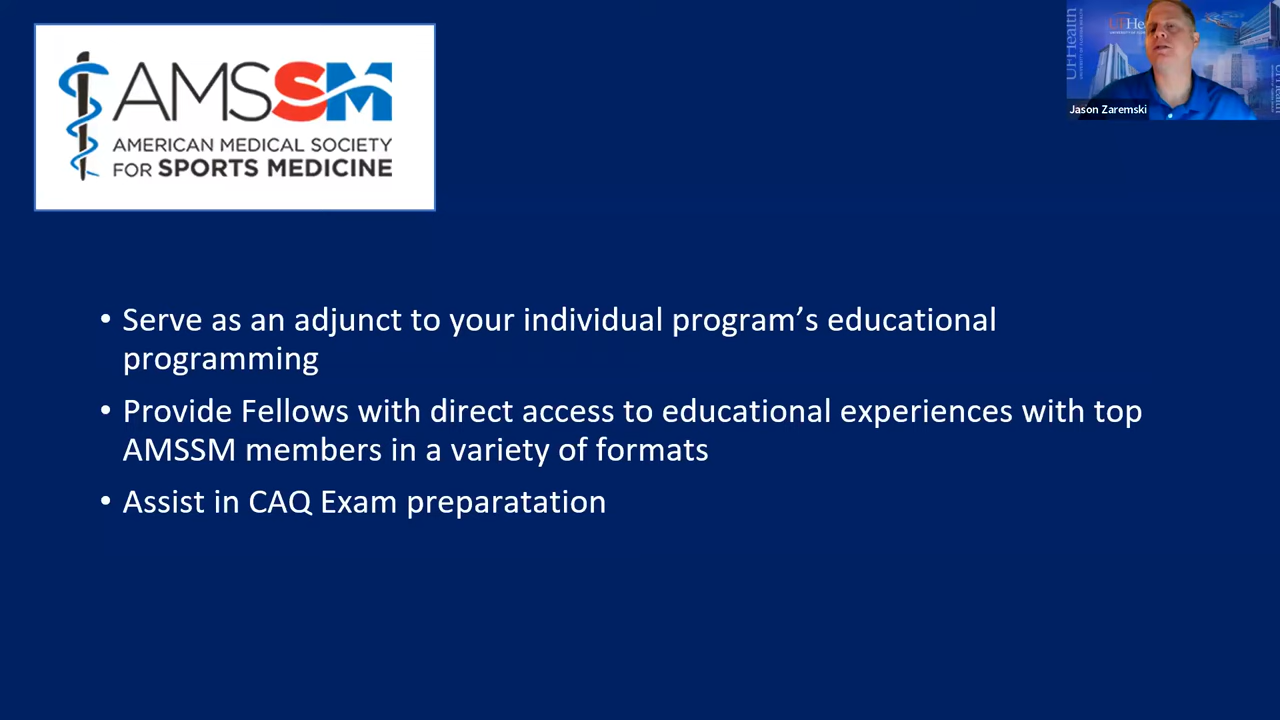 AMSSM
AMERICAN MEDICAL SOCIETY
FOR SPORTS MEDICINE
UFHealth
Jason Zaremski
• Serve as an adjunct to your individual program’s educational
programming
• Provide Fellows with direct access to educational experiences with top
AMSSM members in a variety of formats
• Assist in CAQ Exam preparatation